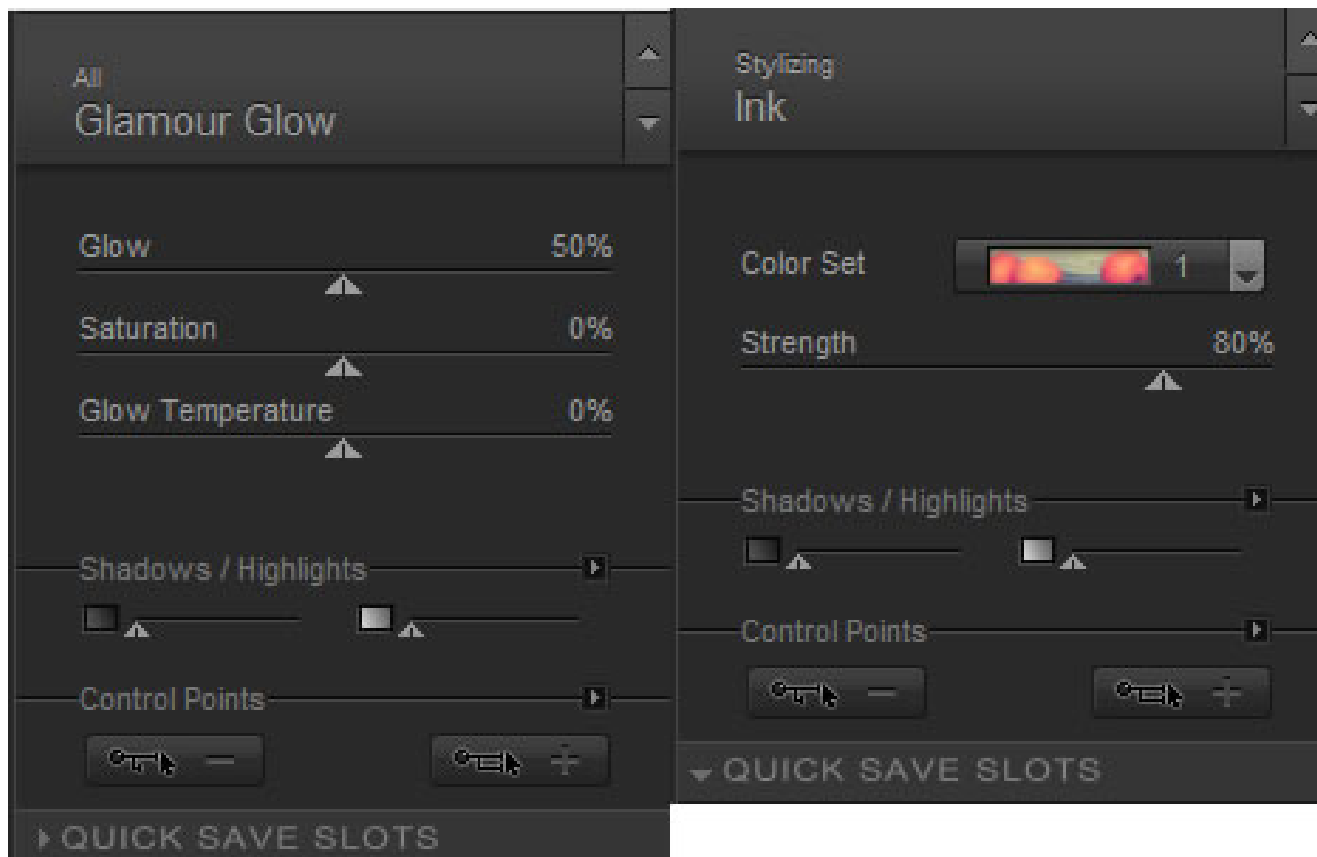 All
Glamour Glow
Glow 50%
Saturation 0%
Glow Temperature 0%
Shadows / Highlights
Control Points
QUICK SAVE SLOTS
Stylizing
Ink
Color Set 1
Strength 80%
Shadows / Highlights
Control Points
QUICK SAVE SLOTS